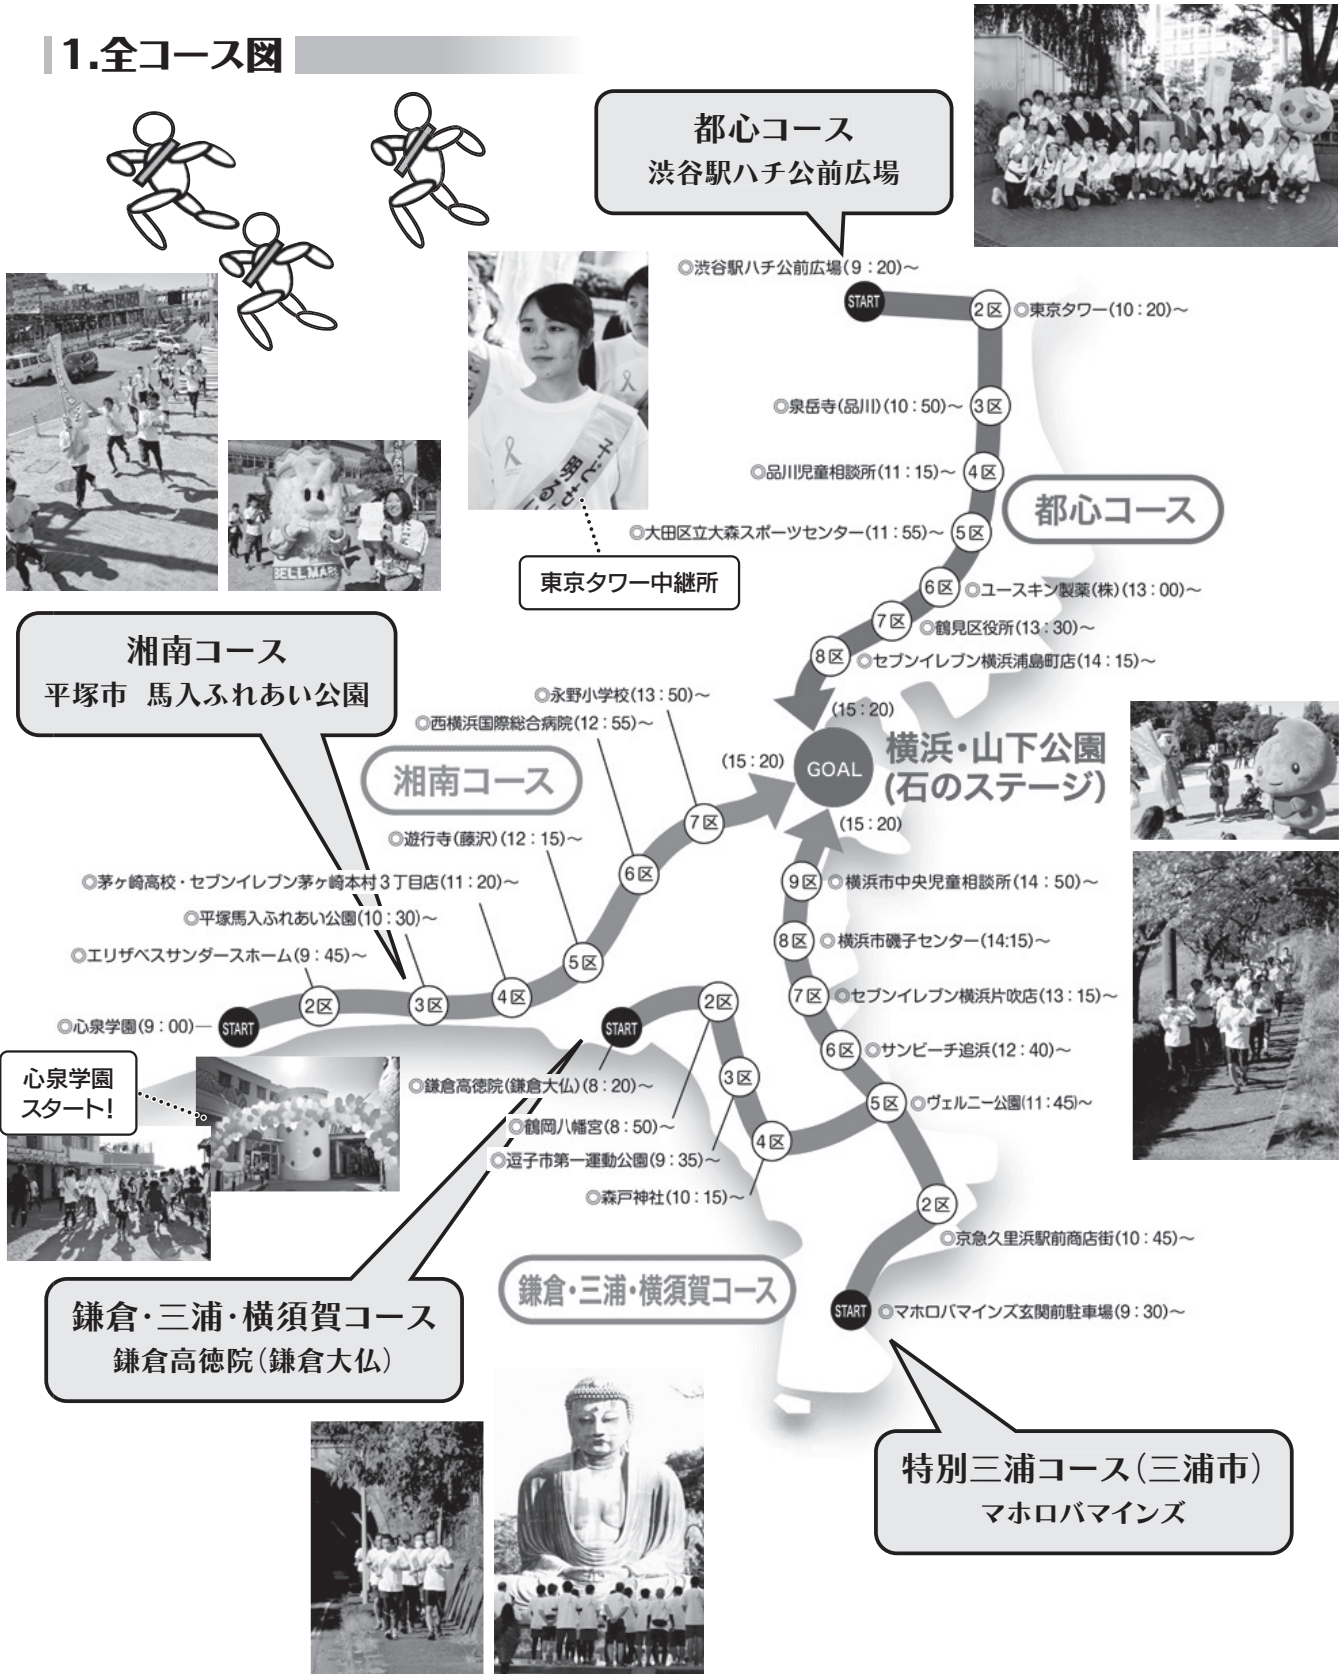 1.全コース図
都心コース
渋谷駅ハチ公前広場
◎渋谷駅ハチ公前広場(9：20)～
START
2区
◎東京タワー(10：20)～
◎泉岳寺(品川)(10：50)～
3区
◎品川児童相談所(11：15)～
4区
都心コース
◎大田区立大森スポーツセンター(11：55)～
5区
東京タワー中継所
6区
◎ユースキン製薬(株)(13：00)～
7区
◎鶴見区役所(13：30)～
8区
◎セブンイレブン横浜浦島町店(14：15)～
BELLMARE
湘南コース
平塚市 馬入ふれあい公園
◎永野小学校(13：50)～
◎西横浜国際総合病院(12：55)～
(15：20)
(15：20)
GOAL
横浜・山下公園
(石のステージ)
(15：20)
湘南コース
7区
◎遊行寺(藤沢)(12：15)～
6区
◎茅ヶ崎高校・セブンイレブン茅ヶ崎本村3丁目店(11：20)～
◎平塚馬入ふれあい公園(10：30)～
◎エリザベスサンダースホーム(9：45)～
5区
4区
3区
2区
◎心泉学園(9：00)―
START
心泉学園
スタート！
9区
◎横浜市中央児童相談所(14：50)～
8区
◎横浜市磯子センター(14:15)～
7区
◎セブンイレブン横浜片吹店(13：15)～
6区
◎サンビーチ追浜(12：40)～
5区
◎ヴェルニー公園(11：45)～
START
2区
3区
4区
◎鎌倉高徳院(鎌倉大仏)(8：20)～
◎鶴岡八幡宮(8：50)～
◎逗子市第一運動公園(9：35)～
◎森戸神社(10：15)～
2区
◎京急久里浜駅前商店街(10：45)～
鎌倉・三浦・横須賀コース
START
◎マホロバマインズ玄関前駐車場(9：30)～
鎌倉・三浦・横須賀コース
鎌倉高徳院(鎌倉大仏)
特別三浦コース(三浦市)
マホロバマインズ